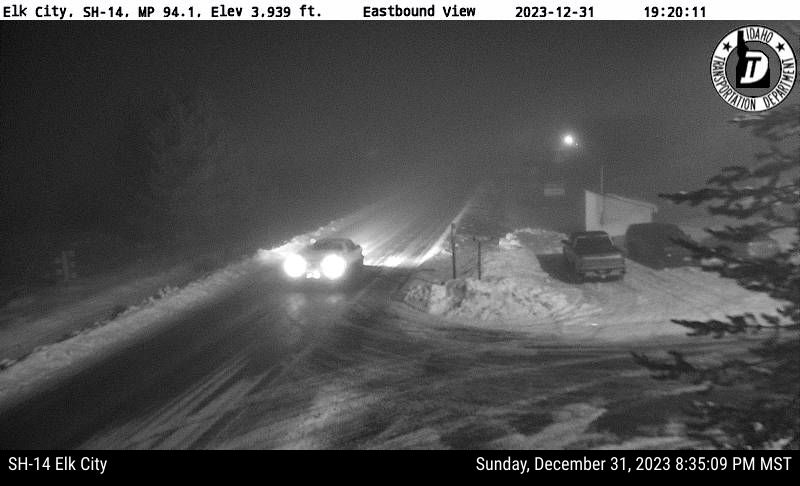 Elk City, SH-14, MP 94.1, Elev 3,939 ft. Eastbound View 2023-12-31 19:20:11
IDAHO
TRANSPORTATION DEPARTMENT
SH-14 Elk City Sunday, December 31, 2023 8:35:09 PM MST